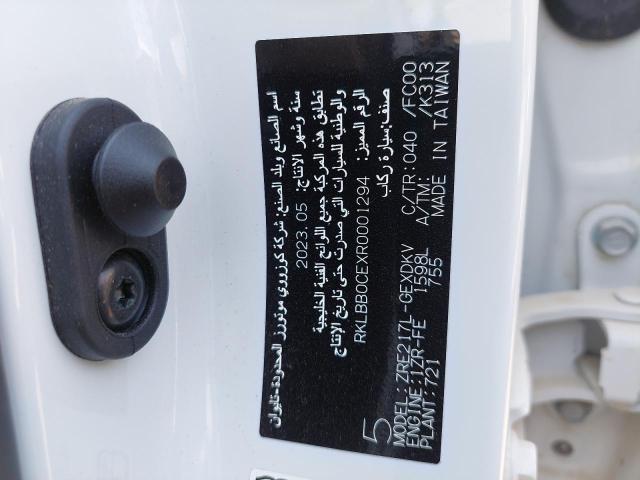 اسم الصانع وبلد الصنع: شركة كوزووي موتورز المحدودة-تايوان
سنة وشهر الإنتاج: 2023.05
تطابق هذه المركبة جميع اللوائح الفنية الخليجية
والوطنية للسيارات التي صدرت حتى تاريخ الإنتاج
الرقم المميز: RKLBB0CEXR0001294
صنف: سيارة ركاب
5
MODEL: ZRE217L-GEXDKV C/TR: 040 /FC00
ENGINE: 1ZR-FE 1598L A/TM: /K313
PLANT: 721 755 MADE IN TAIWAN